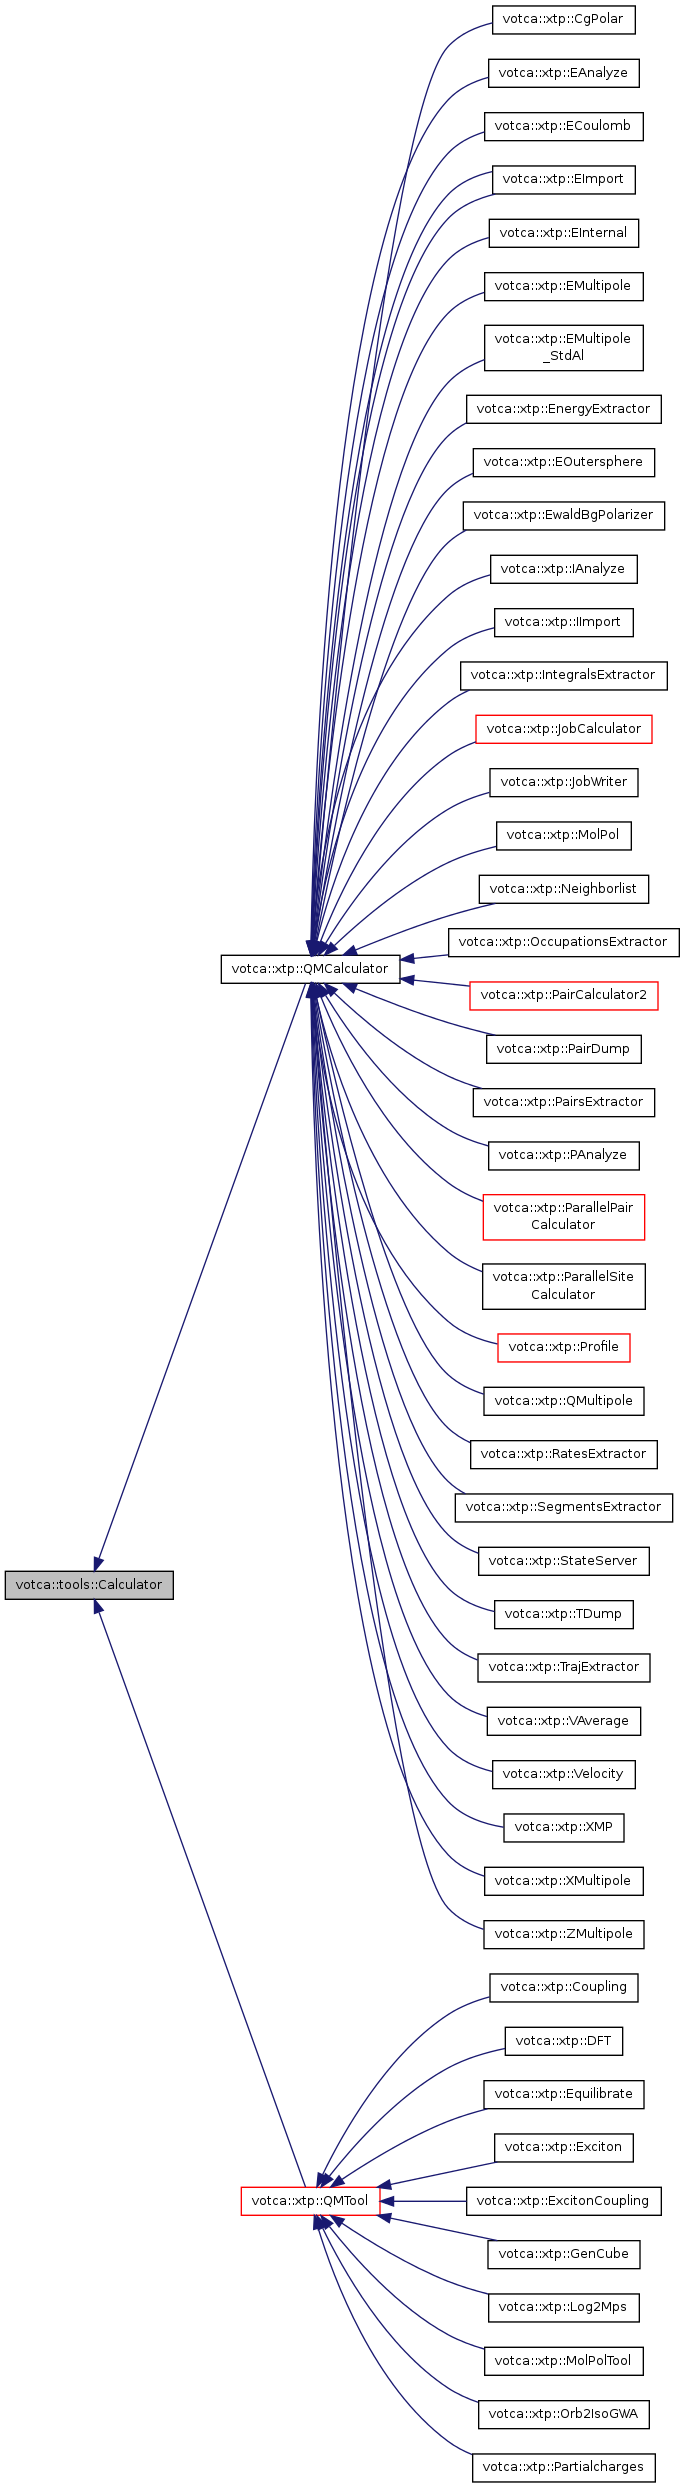 votca::xtp::CgPolar
votca::xtp::EAnalyze
votca::xtp::ECoulomb
votca::xtp::EImport
votca::xtp::EInternal
votca::xtp::EMultipole
votca::xtp::EMultipole
_StdAl
votca::xtp::EnergyExtractor
votca::xtp::EOutersphere
votca::xtp::EwaldBgPolarizer
votca::xtp::IAnalyze
votca::xtp::IImport
votca::xtp::IntegralsExtractor
votca::xtp::JobCalculator
votca::xtp::JobWriter
votca::xtp::MolPol
votca::xtp::Neighborlist
votca::xtp::OccupationsExtractor
votca::xtp::QMCalculator
votca::xtp::PairCalculator2
votca::xtp::PairDump
votca::xtp::PairsExtractor
votca::xtp::PAnalyze
votca::xtp::ParallelPair
Calculator
votca::xtp::ParallelSite
Calculator
votca::xtp::Profile
votca::xtp::QMultipole
votca::xtp::RatesExtractor
votca::xtp::SegmentsExtractor
votca::xtp::StateServer
votca::tools::Calculator
votca::xtp::TDump
votca::xtp::TrajExtractor
votca::xtp::VAverage
votca::xtp::Velocity
votca::xtp::XMP
votca::xtp::XMultipole
votca::xtp::ZMultipole
votca::xtp::Coupling
votca::xtp::DFT
votca::xtp::Equilibrate
votca::xtp::Exciton
votca::xtp::QMTool
votca::xtp::ExcitonCoupling
votca::xtp::GenCube
votca::xtp::Log2Mps
votca::xtp::MolPolTool
votca::xtp::Orb2IsoGWA
votca::xtp::Partialcharges